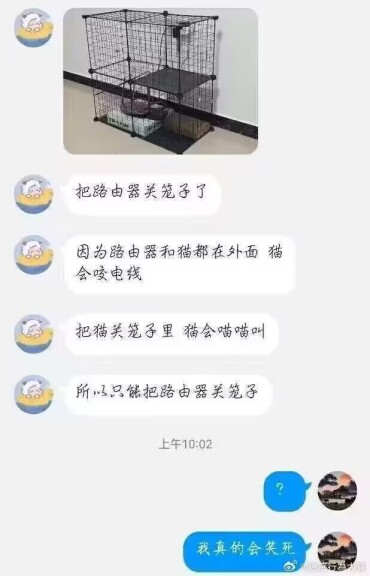 把路由器关笼子了
因为路由器和猫都在外面 猫
会咬电线
把猫关笼子里 猫会喵喵叫
所以只能把路由器关笼子
上午10:02
?
我真的会笑死